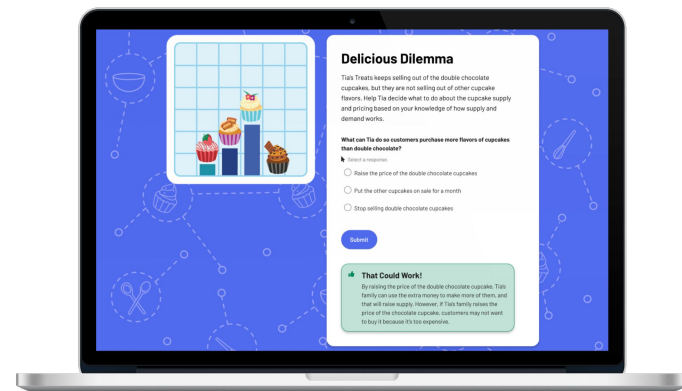 Delicious Dilemma
Tia's Treats keeps selling out of the double chocolate
cupcakes, but they are not selling out of other cupcake
flavors. Help Tia decide what to do about the cupcake supply
and pricing based on your knowledge of how supply and
demand works.
What can Tia do so customers purchase more flavors of cupcakes
than double chocolate?
Select a response.
Raise the price of the double chocolate cupcakes
Put the other cupcakes on sale for a month
Stop selling double chocolate cupcakes
Submit
That Could Work!
By raising the price of the double chocolate cupcake, Tia's
family can use the extra money to make more of them, and
that will raise supply. However, if Tia's family raises the
price of the chocolate cupcake, customers may not want
to buy it because it's too expensive.